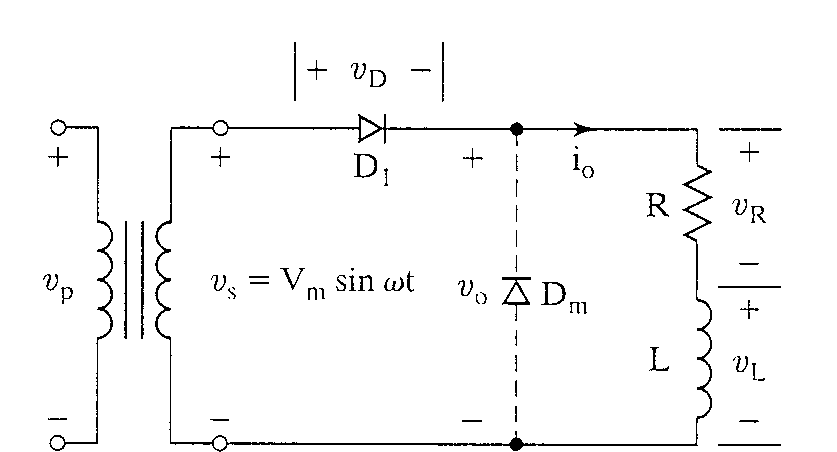 + v_D −
+ + D_1 + i_o +
R v_R
−
v_p v_s = V_m sin ωt v_o D_m +
L v_L
− − − −